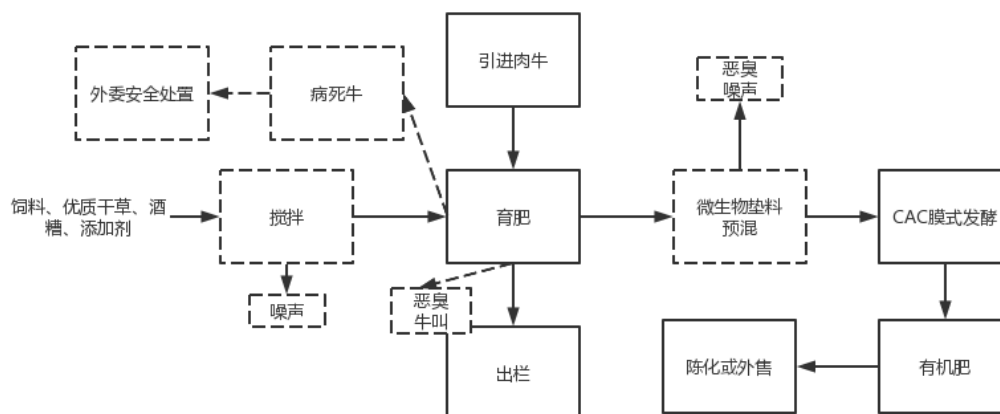 引进肉牛
恶臭
噪声
外委安全处置
病死牛
饲料、优质干草、酒
糟、添加剂
搅拌
育肥
微生物垫料
预混
CAC膜式发酵
噪声
恶臭
牛叫
出栏
陈化或外售
有机肥